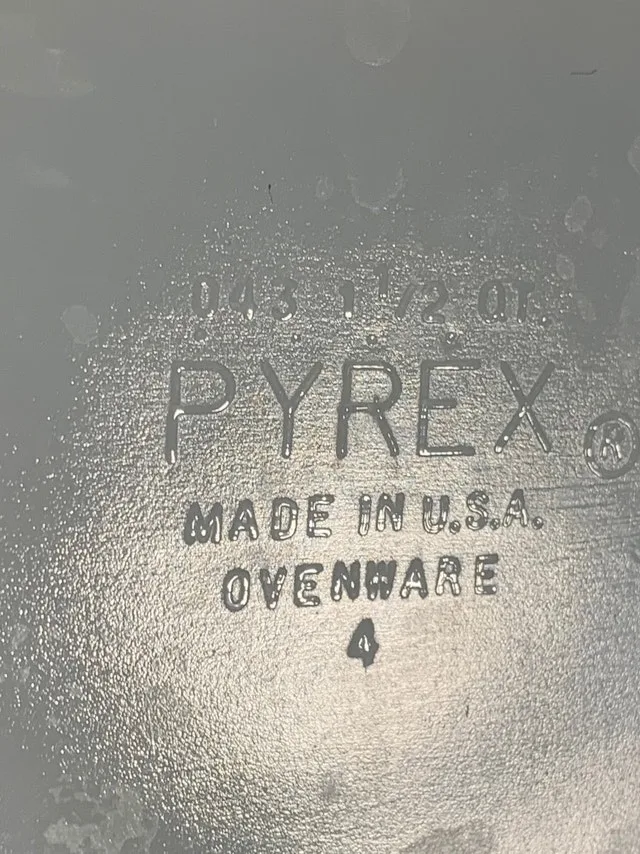 043 1 1/2 QT.
PYREX ®
MADE IN U.S.A.
OVENWARE
4